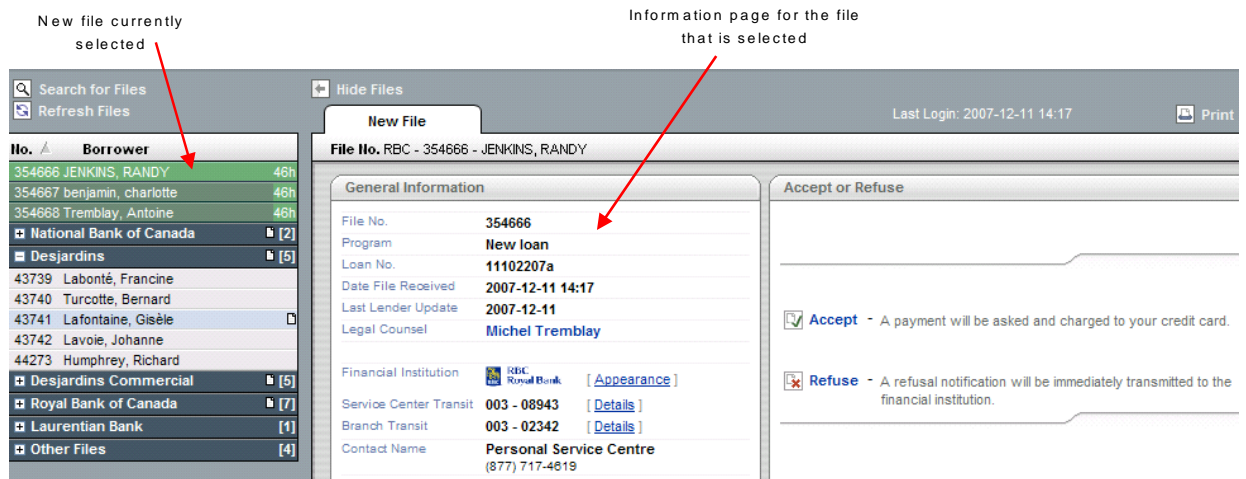 New file currently
selected
Information page for the file
that is selected
Search for Files
Refresh Files
Hide Files
New File
Last Login: 2007-12-11 14:17
Print
No. Borrower
354666 JENKINS, RANDY 46h
354667 benjamin, charlotte 46h
354668 Tremblay, Antoine 46h
National Bank of Canada [2]
Desjardins [5]
43739 Labonté, Francine
43740 Turcotte, Bernard
43741 Lafontaine, Gisèle
43742 Lavoie, Johanne
44273 Humphrey, Richard
Desjardins Commercial [5]
Royal Bank of Canada [7]
Laurentian Bank [1]
Other Files [4]
File No. RBC - 354666 - JENKINS, RANDY
General Information
File No. 354666
Program New loan
Loan No. 11102207a
Date File Received 2007-12-11 14:17
Last Lender Update 2007-12-11
Legal Counsel Michel Tremblay
Financial Institution RBC Royal Bank [ Appearance ]
Service Center Transit 003 - 08943 [ Details ]
Branch Transit 003 - 02342 [ Details ]
Contact Name Personal Service Centre
(877) 717-4619
Accept or Refuse
Accept - A payment will be asked and charged to your credit card.
Refuse - A refusal notification will be immediately transmitted to the
financial institution.